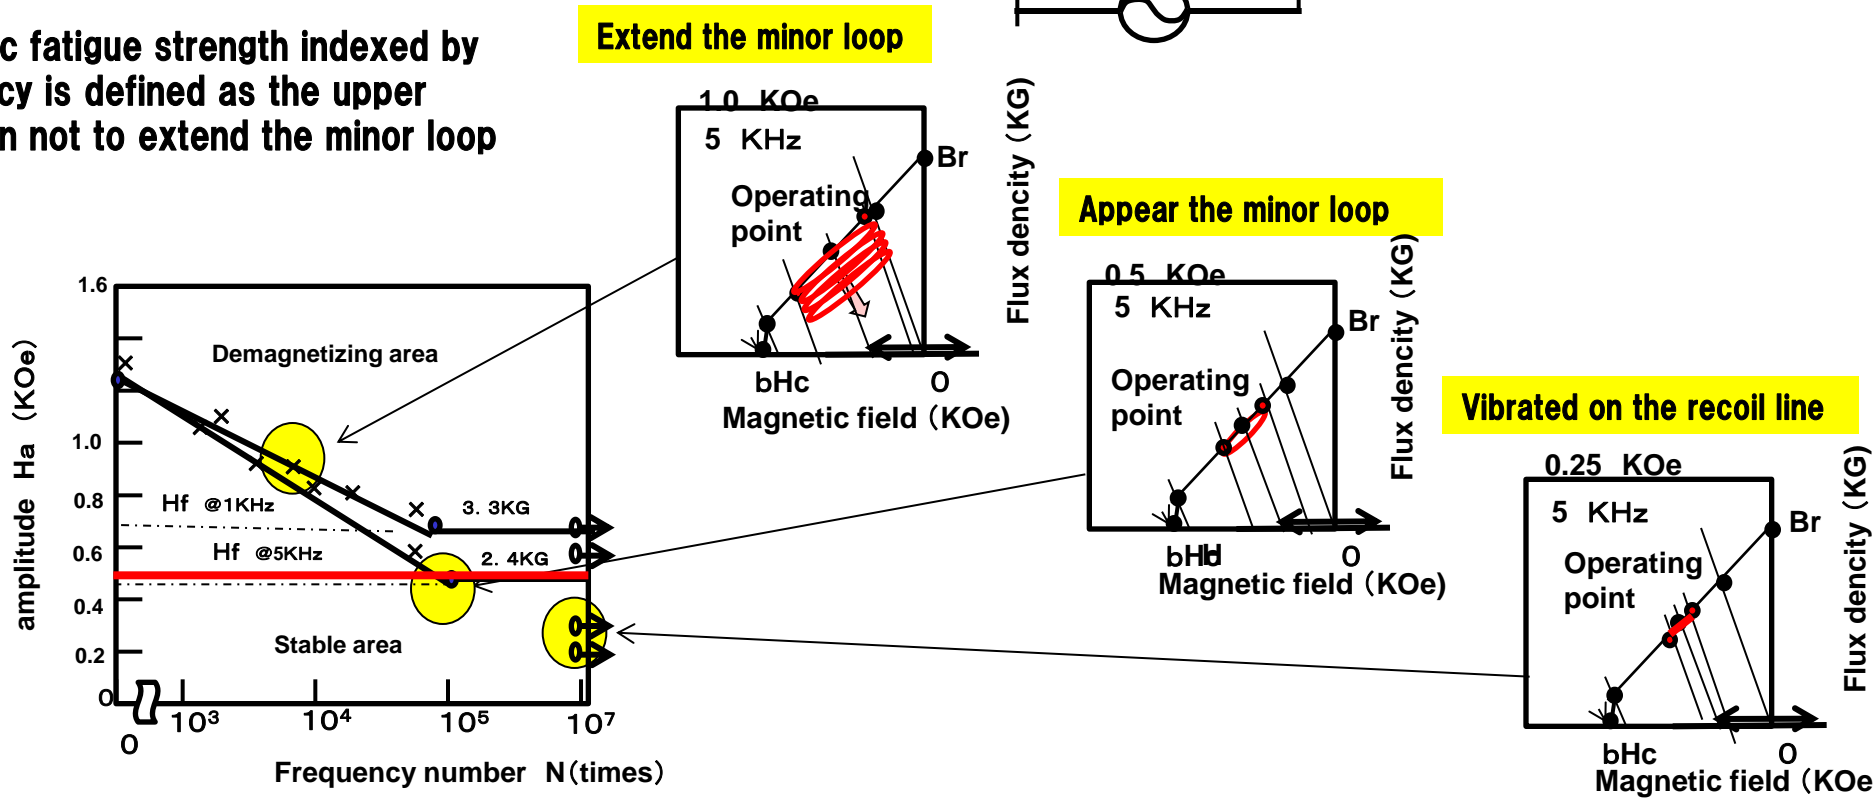 c fatigue strength indexed by
cy is defined as the upper
n not to extend the minor loop
Extend the minor loop
1.0 KOe
5 KHz
Br
Operating
point
bHc
0
Magnetic field (KOe)
Flux dencity (KG)
Appear the minor loop
0.5 KOe
5 KHz
Br
Operating
point
0
Magnetic field (KOe)
Flux dencity (KG)
Vibrated on the recoil line
0.25 KOe
5 KHz
Br
Operating
point
bHc
0
Magnetic field (KOe
Flux dencity (KG)
amplitude Ha (KOe)
1.6
1.0
0.8
0.6
0.4
0.2
0
Demagnetizing area
Hf @1KHz
3. 3KG
Hf @5KHz
2. 4KG
Stable area
0
10³
10⁴
10⁵
10⁷
Frequency number N(times)